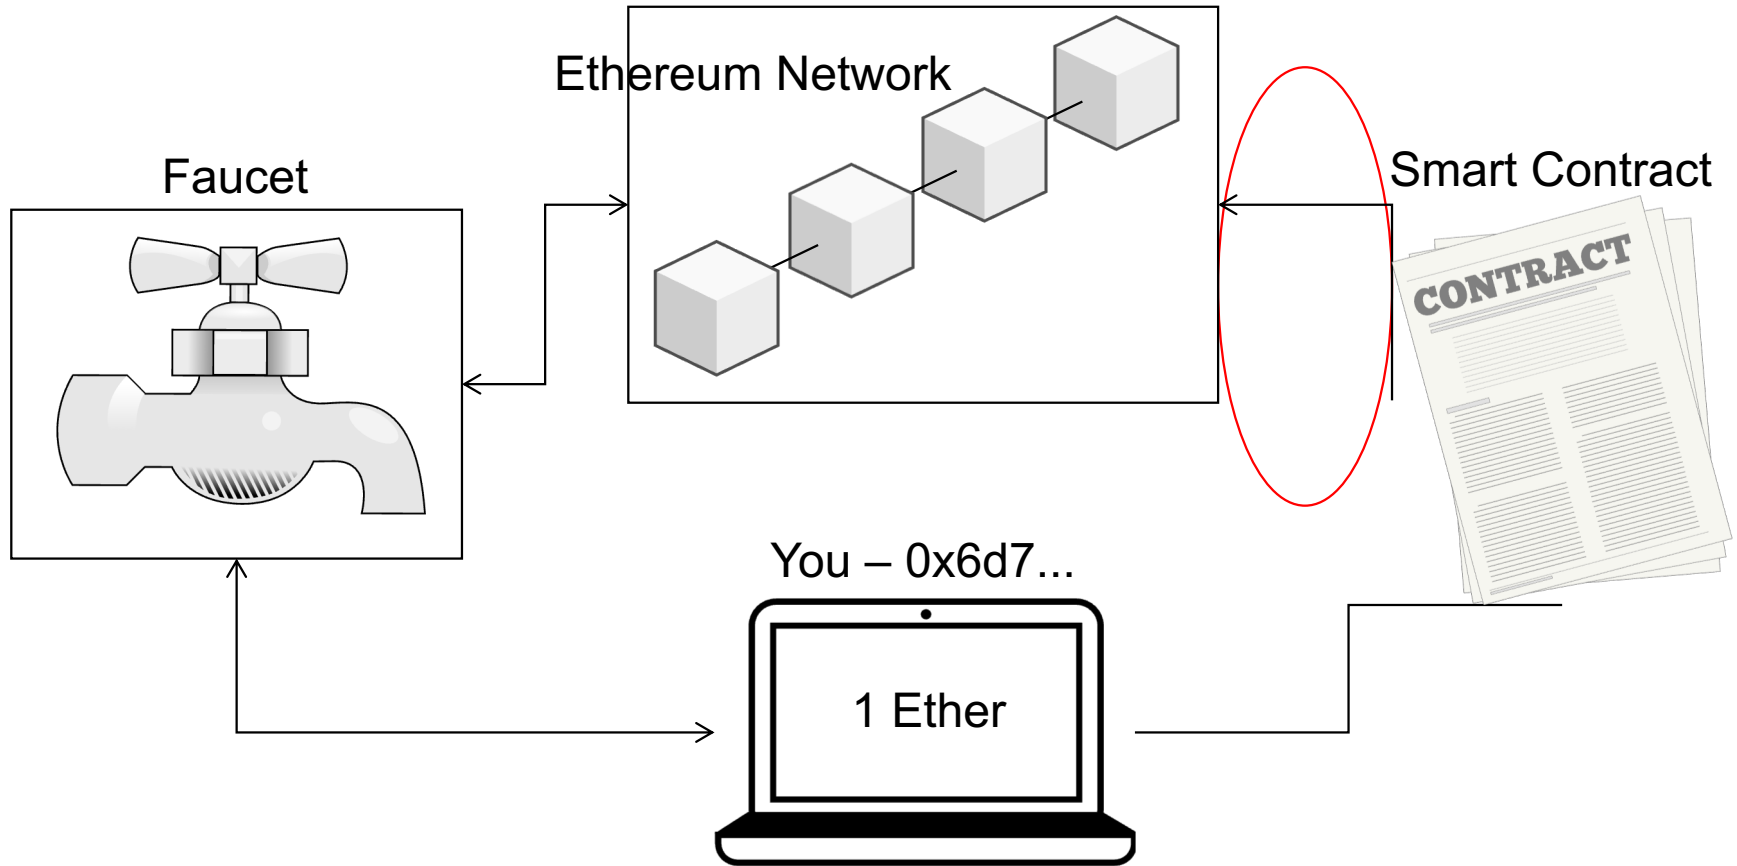 Ethereum Network
Faucet
Smart Contract
CONTRACT
You – 0x6d7...
1 Ether